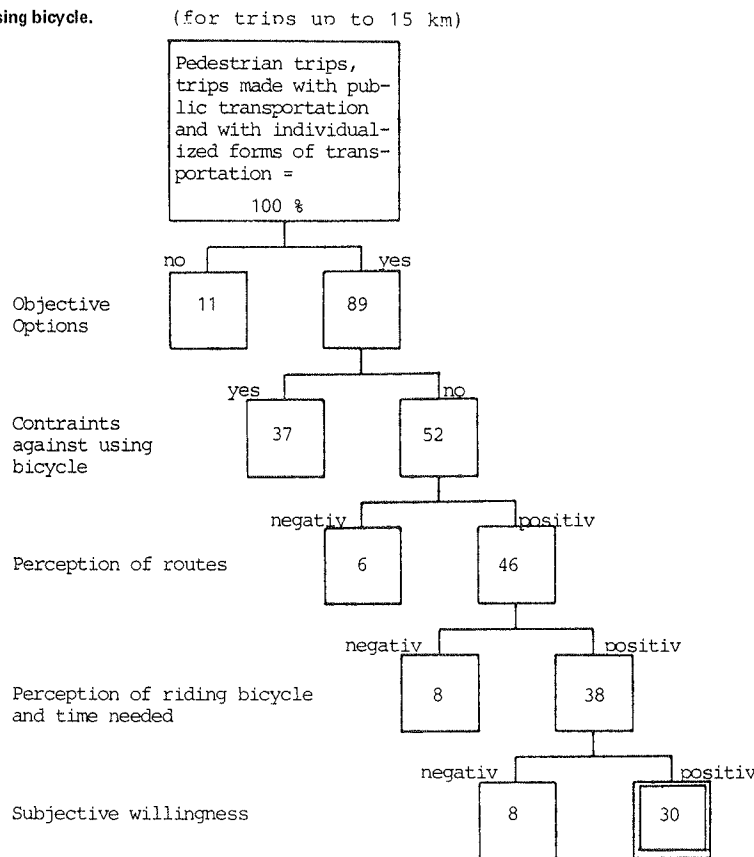 sing bicycle. (for trips up to 15 km)
Pedestrian trips,
trips made with pub-
lic transportation
and with individual-
ized forms of trans-
portation =
100 %
no yes
Objective
Options
11 89
yes no
Contraints
against using
bicycle
37 52
negativ positiv
Perception of routes 6 46
negativ positiv
Perception of riding bicycle
and time needed
8 38
negativ positiv
Subjective willingness 8 30